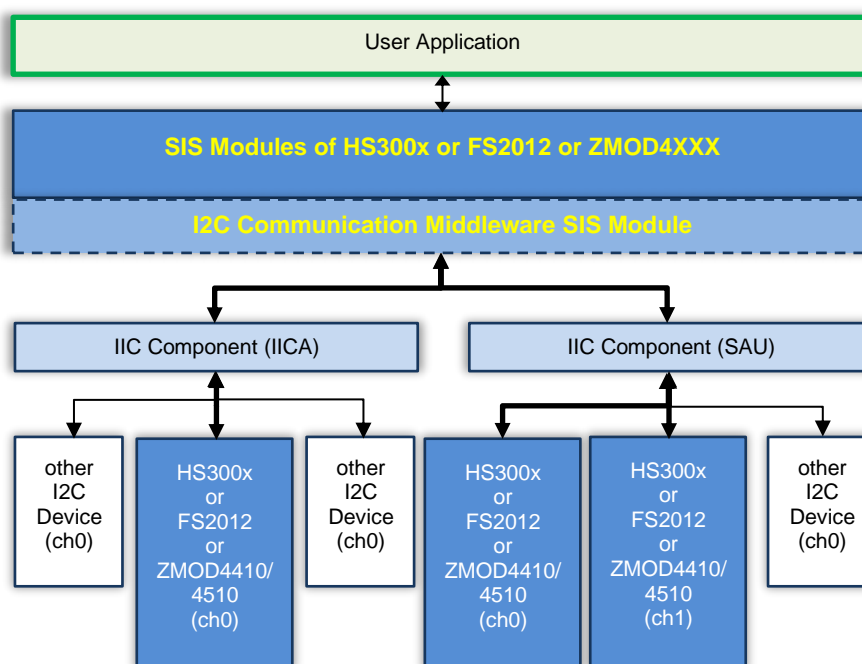 User Application
SIS Modules of HS300x or FS2012 or ZMOD4XXX
I2C Communication Middleware SIS Module
IIC Component (IICA)
IIC Component (SAU)
other
I2C
Device
(ch0)
HS300x
or
FS2012
or
ZMOD4410/
4510
(ch0)
other
I2C
Device
(ch0)
HS300x
or
FS2012
or
ZMOD4410/
4510
(ch0)
HS300x
or
FS2012
or
ZMOD4410/
4510
(ch1)
other
I2C
Device
(ch0)